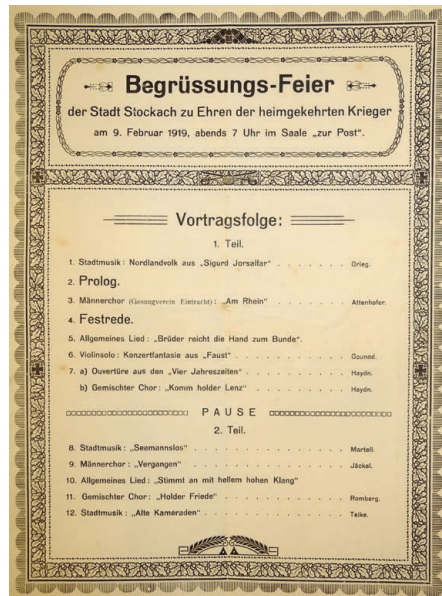 Begrüssungs-Feier
der Stadt Stockach zu Ehren der heimgekehrten Krieger
am 9. Februar 1919, abends 7 Uhr im Saale „zur Post".
Vortragsfolge:
1. Teil.
1. Stadtmusik: Nordlandvolk aus „Sigurd Jorsalfar" . . . . . . . Grieg.
2. Prolog.
3. Männerchor (Gesangverein Eintracht): „Am Rhein" . . . . . . . Attenhofer.
4. Festrede.
5. Allgemeines Lied: „Brüder reicht die Hand zum Bunde".
6. Violinsolo: Konzertfantasie aus „Faust" . . . . . . . . . . Gounod.
7. a) Ouvertüre aus den „Vier Jahreszeiten" . . . . . . . . . Haydn.
b) Gemischter Chor: „Komm holder Lenz" . . . . . . . . . Haydn.
PAUSE
2. Teil.
8. Stadtmusik: „Seemannslos" . . . . . . . . . . . . . Martell.
9. Männerchor: „Vergangen" . . . . . . . . . . . . . . Jäckel.
10. Allgemeines Lied: „Stimmt an mit hellem hohen Klang"
11. Gemischter Chor: „Holder Friede" . . . . . . . . . . . Romberg.
12. Stadtmusik: „Alte Kameraden" . . . . . . . . . . . . Teike.